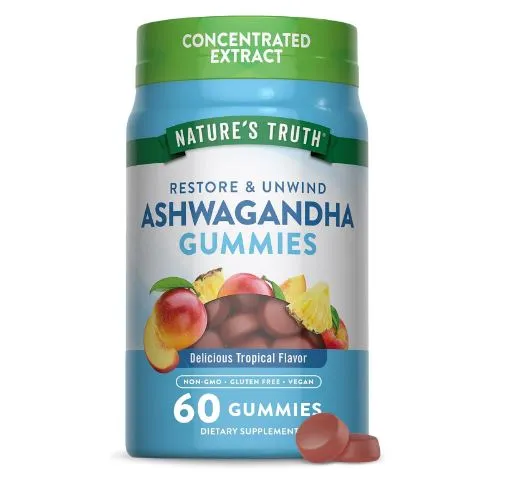 CONCENTRATED
EXTRACT
NATURE'S TRUTH®
RESTORE & UNWIND
ASHWAGANDHA
GUMMIES
Delicious Tropical Flavor
NON-GMO • GLUTEN FREE • VEGAN
60 GUMMIES
DIETARY SUPPLEMENT